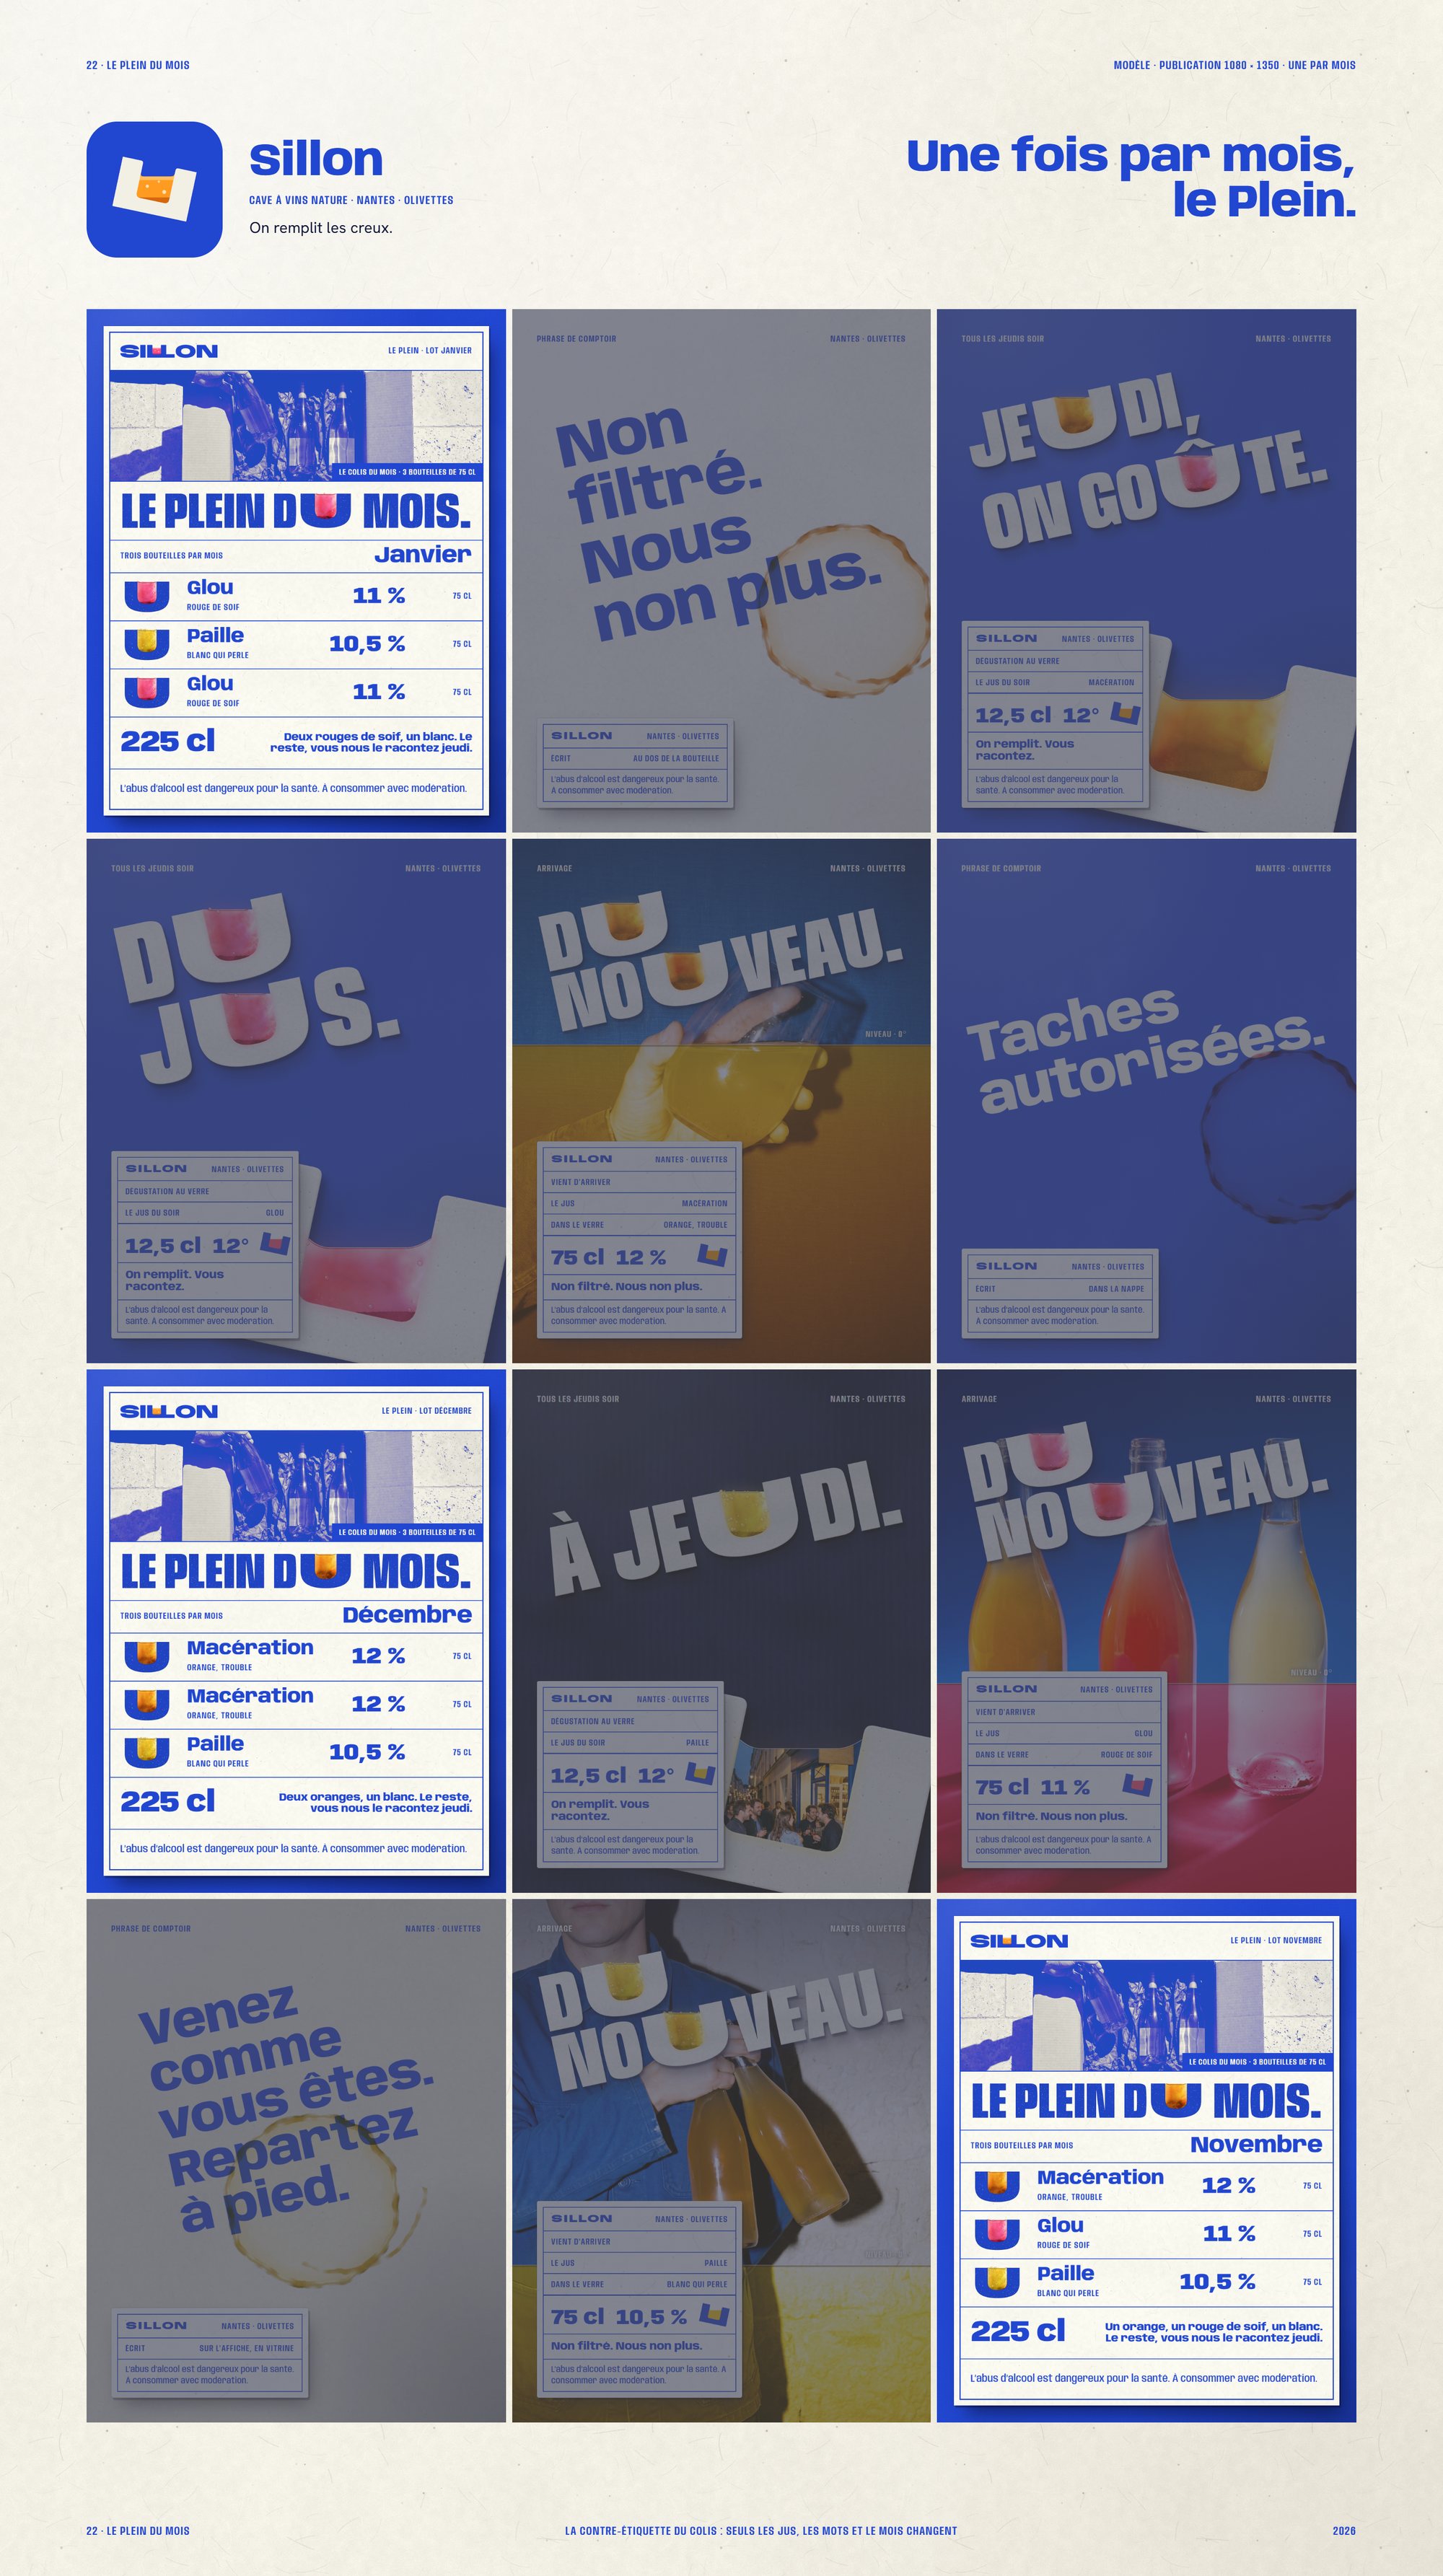 22 · LE PLEIN DU MOIS
MODÈLE · PUBLICATION 1080 × 1350 · UNE PAR MOIS
Sillon
CAVE À VINS NATURE · NANTES · OLIVETTES
On remplit les creux.
Une fois par mois,
le Plein.
SILLON
LE PLEIN · LOT JANVIER
LE COLIS DU MOIS · 3 BOUTEILLES DE 75 CL
LE PLEIN DU MOIS.
TROIS BOUTEILLES PAR MOIS
Janvier
Glou 11 % 75 CL
ROUGE DE SOIF
Paille 10,5 % 75 CL
BLANC QUI PERLE
Glou 11 % 75 CL
ROUGE DE SOIF
225 cl
Deux rouges de soif, un blanc. Le
reste, vous nous le racontez jeudi.
L'abus d'alcool est dangereux pour la santé. À consommer avec modération.
PHRASE DE COMPTOIR
NANTES · OLIVETTES
Non
filtré.
Nous
non plus.
SILLON NANTES · OLIVETTES
ÉCRIT AU DOS DE LA BOUTEILLE
L'abus d'alcool est dangereux pour la santé.
À consommer avec modération.
TOUS LES JEUDIS SOIR
NANTES · OLIVETTES
JEUDI,
ON GOÛTE.
SILLON NANTES · OLIVETTES
DÉGUSTATION AU VERRE
LE JUS DU SOIR MACÉRATION
12,5 cl 12°
On remplit. Vous
racontez.
L'abus d'alcool est dangereux pour la
santé. À consommer avec modération.
TOUS LES JEUDIS SOIR
NANTES · OLIVETTES
DU
JUS.
SILLON NANTES · OLIVETTES
DÉGUSTATION AU VERRE
LE JUS DU SOIR GLOU
12,5 cl 12°
On remplit. Vous
racontez.
L'abus d'alcool est dangereux pour la
santé. À consommer avec modération.
ARRIVAGE
NANTES · OLIVETTES
DU
NOUVEAU.
NIVEAU · 0°
SILLON NANTES · OLIVETTES
VIENT D'ARRIVER
LE JUS MACÉRATION
DANS LE VERRE ORANGE, TROUBLE
75 cl 12 %
Non filtré. Nous non plus.
L'abus d'alcool est dangereux pour la santé. À
consommer avec modération.
PHRASE DE COMPTOIR
NANTES · OLIVETTES
Taches
autorisées.
SILLON NANTES · OLIVETTES
ÉCRIT DANS LA NAPPE
L'abus d'alcool est dangereux pour la santé.
À consommer avec modération.
SILLON
LE PLEIN · LOT DÉCEMBRE
LE COLIS DU MOIS · 3 BOUTEILLES DE 75 CL
LE PLEIN DU MOIS.
TROIS BOUTEILLES PAR MOIS
Décembre
Macération 12 % 75 CL
ORANGE, TROUBLE
Macération 12 % 75 CL
ORANGE, TROUBLE
Paille 10,5 % 75 CL
BLANC QUI PERLE
225 cl
Deux oranges, un blanc. Le reste,
vous nous le racontez jeudi.
L'abus d'alcool est dangereux pour la santé. À consommer avec modération.
TOUS LES JEUDIS SOIR
NANTES · OLIVETTES
À JEUDI.
SILLON NANTES · OLIVETTES
DÉGUSTATION AU VERRE
LE JUS DU SOIR PAILLE
12,5 cl 12°
On remplit. Vous
racontez.
L'abus d'alcool est dangereux pour la
santé. À consommer avec modération.
ARRIVAGE
NANTES · OLIVETTES
DU
NOUVEAU.
NIVEAU · 0°
SILLON NANTES · OLIVETTES
VIENT D'ARRIVER
LE JUS GLOU
DANS LE VERRE ROUGE DE SOIF
75 cl 11 %
Non filtré. Nous non plus.
L'abus d'alcool est dangereux pour la santé. À
consommer avec modération.
PHRASE DE COMPTOIR
NANTES · OLIVETTES
Venez
comme
vous êtes.
Repartez
à pied.
SILLON NANTES · OLIVETTES
ÉCRIT SUR L'AFFICHE, EN VITRINE
L'abus d'alcool est dangereux pour la santé.
À consommer avec modération.
ARRIVAGE
NANTES · OLIVETTES
DU
NOUVEAU.
SILLON NANTES · OLIVETTES
VIENT D'ARRIVER
LE JUS PAILLE
DANS LE VERRE BLANC QUI PERLE
75 cl 10,5 %
Non filtré. Nous non plus.
L'abus d'alcool est dangereux pour la santé. À
consommer avec modération.
SILLON
LE PLEIN · LOT NOVEMBRE
LE COLIS DU MOIS · 3 BOUTEILLES DE 75 CL
LE PLEIN DU MOIS.
TROIS BOUTEILLES PAR MOIS
Novembre
Macération 12 % 75 CL
ORANGE, TROUBLE
Glou 11 % 75 CL
ROUGE DE SOIF
Paille 10,5 % 75 CL
BLANC QUI PERLE
225 cl
Un orange, un rouge de soif, un blanc.
Le reste, vous nous le racontez jeudi.
L'abus d'alcool est dangereux pour la santé. À consommer avec modération.
22 · LE PLEIN DU MOIS
LA CONTRE-ÉTIQUETTE DU COLIS : SEULS LES JUS, LES MOTS ET LE MOIS CHANGENT
2026